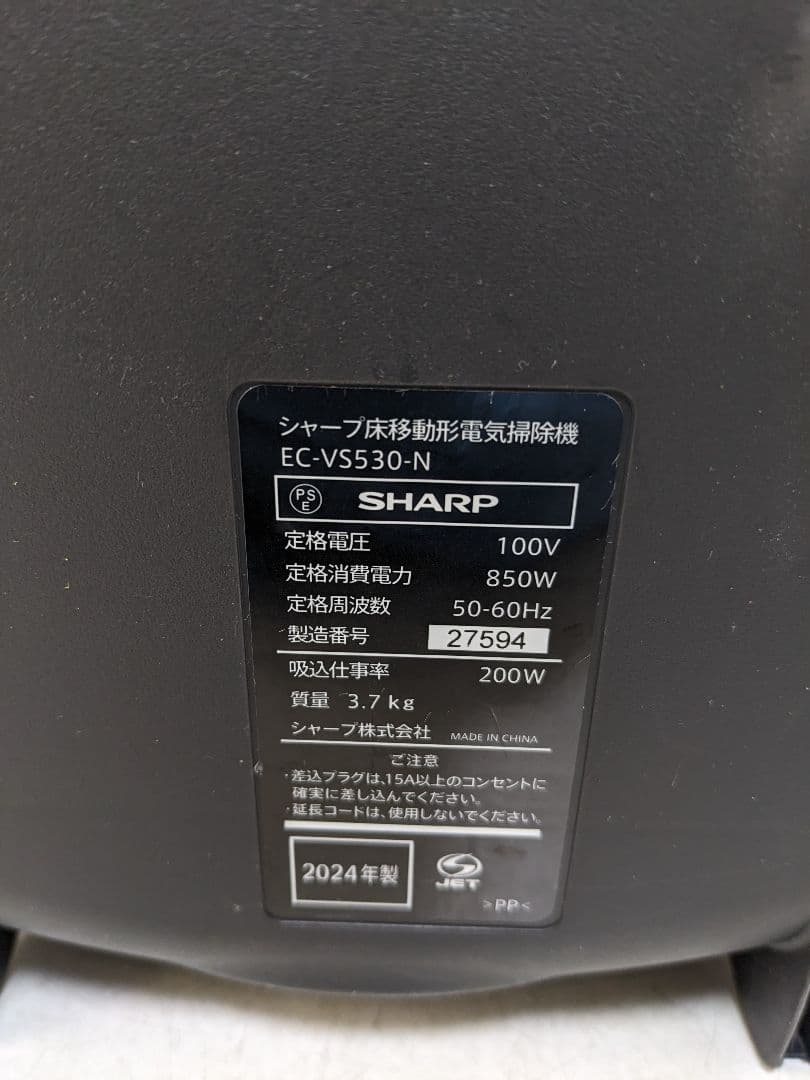 シャープ床移動形電気掃除機
EC-VS530-N
PSE SHARP
定格電圧 100V
定格消費電力 850W
定格周波数 50-60Hz
製造番号 27594
吸込仕事率 200W
質量 3.7kg
シャープ株式会社 MADE IN CHINA
ご注意
・差込プラグは、15A以上のコンセントに
確実に差し込んでください。
・延長コードは、使用しないでください。
2024年製 JET
>PP<